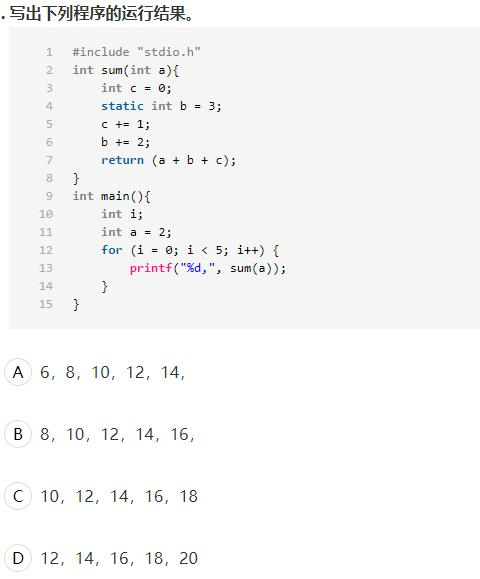 . 写出下列程序的运行结果。
1 #include "stdio.h"
2 int sum(int a){
3 int c = 0;
4 static int b = 3;
5 c += 1;
6 b += 2;
7 return (a + b + c);
8 }
9 int main(){
10 int i;
11 int a = 2;
12 for (i = 0; i < 5; i++) {
13 printf("%d,", sum(a));
14 }
15 }
A 6, 8, 10, 12, 14,
B 8, 10, 12, 14, 16,
C 10, 12, 14, 16, 18
D 12, 14, 16, 18, 20